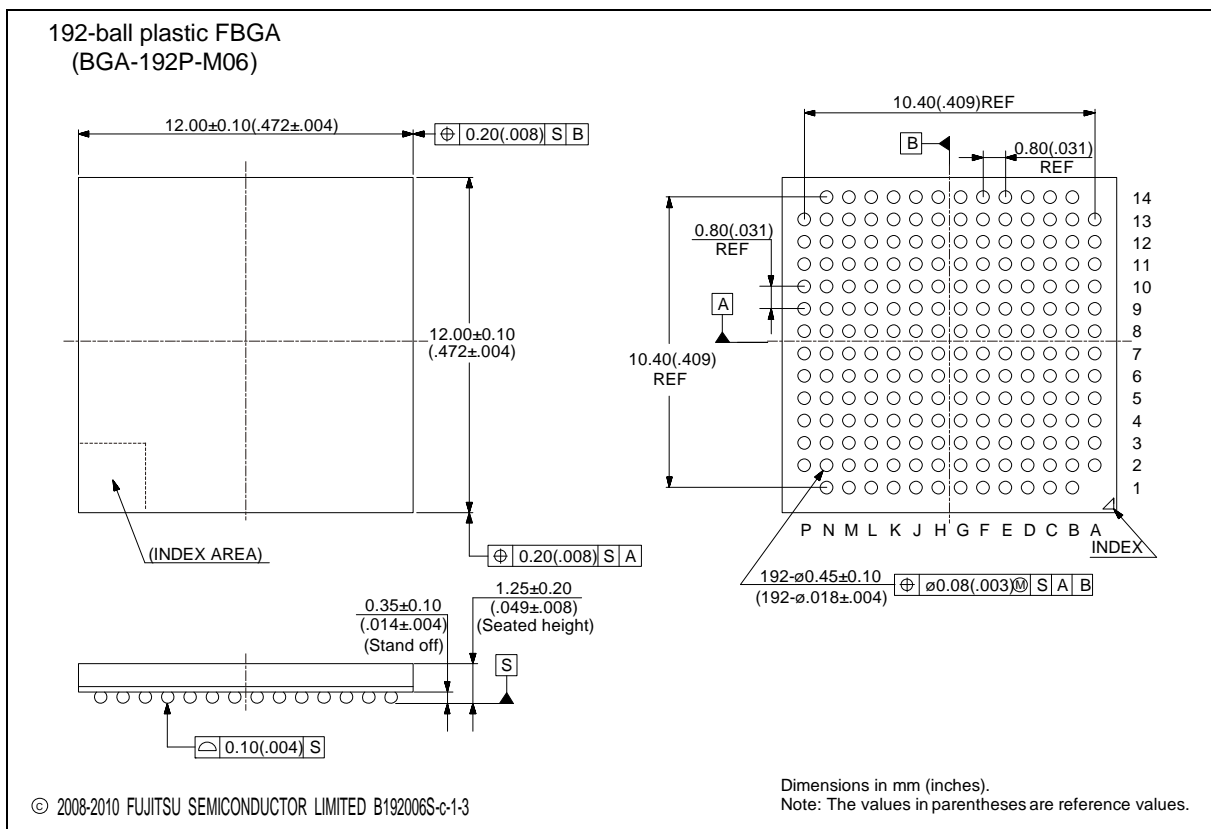 192-ball plastic FBGA
(BGA-192P-M06)
12.00±0.10(.472±.004)
⌖ 0.20(.008) S B
12.00±0.10
(.472±.004)
(INDEX AREA)
⌖ 0.20(.008) S A
10.40(.409)REF
B
0.80(.031)
REF
0.80(.031)
REF
A
10.40(.409)
REF
14
13
12
11
10
9
8
7
6
5
4
3
2
1
P N M L K J H G F E D C B A
INDEX
192-ø0.45±0.10
(192-ø.018±.004)
⌖ ø0.08(.003)Ⓜ S A B
1.25±0.20
(.049±.008)
(Seated height)
0.35±0.10
(.014±.004)
(Stand off)
S
⌓ 0.10(.004) S
© 2008-2010 FUJITSU SEMICONDUCTOR LIMITED B192006S-c-1-3
Dimensions in mm (inches).
Note: The values in parentheses are reference values.